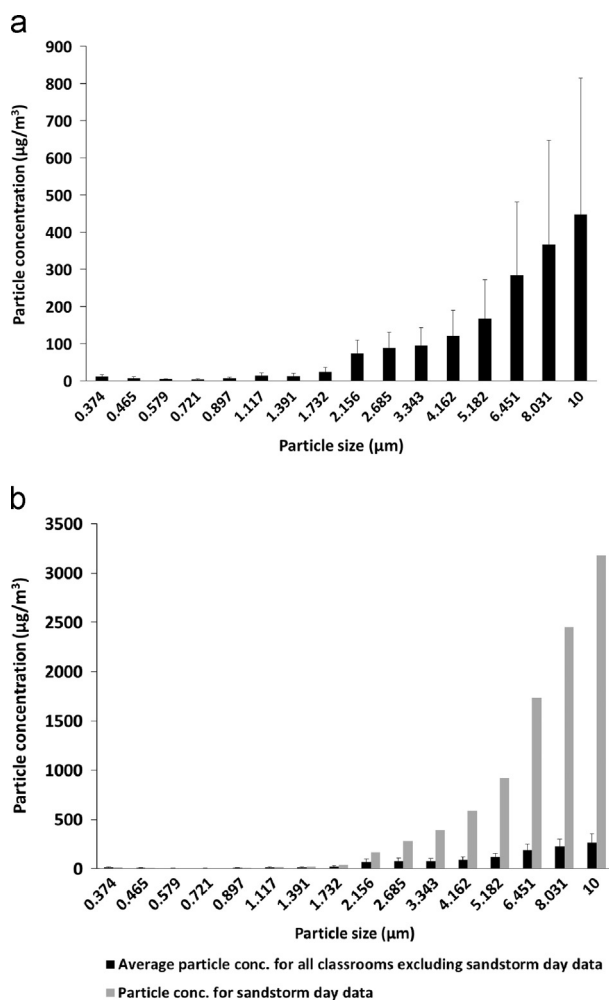 a
Particle concentration (µg/m³)
900
800
700
600
500
400
300
200
100
0
0.374 0.465 0.579 0.721 0.897 1.117 1.391 1.732 2.156 2.685 3.343 4.162 5.182 6.451 8.031 10
Particle size (µm)
b
Particle concentration (µg/m³)
3500
3000
2500
2000
1500
1000
500
0
0.374 0.465 0.579 0.721 0.897 1.117 1.391 1.732 2.156 2.685 3.343 4.162 5.182 6.451 8.031 10
Particle size (µm)
Average particle conc. for all classrooms excluding sandstorm day data
Particle conc. for sandstorm day data